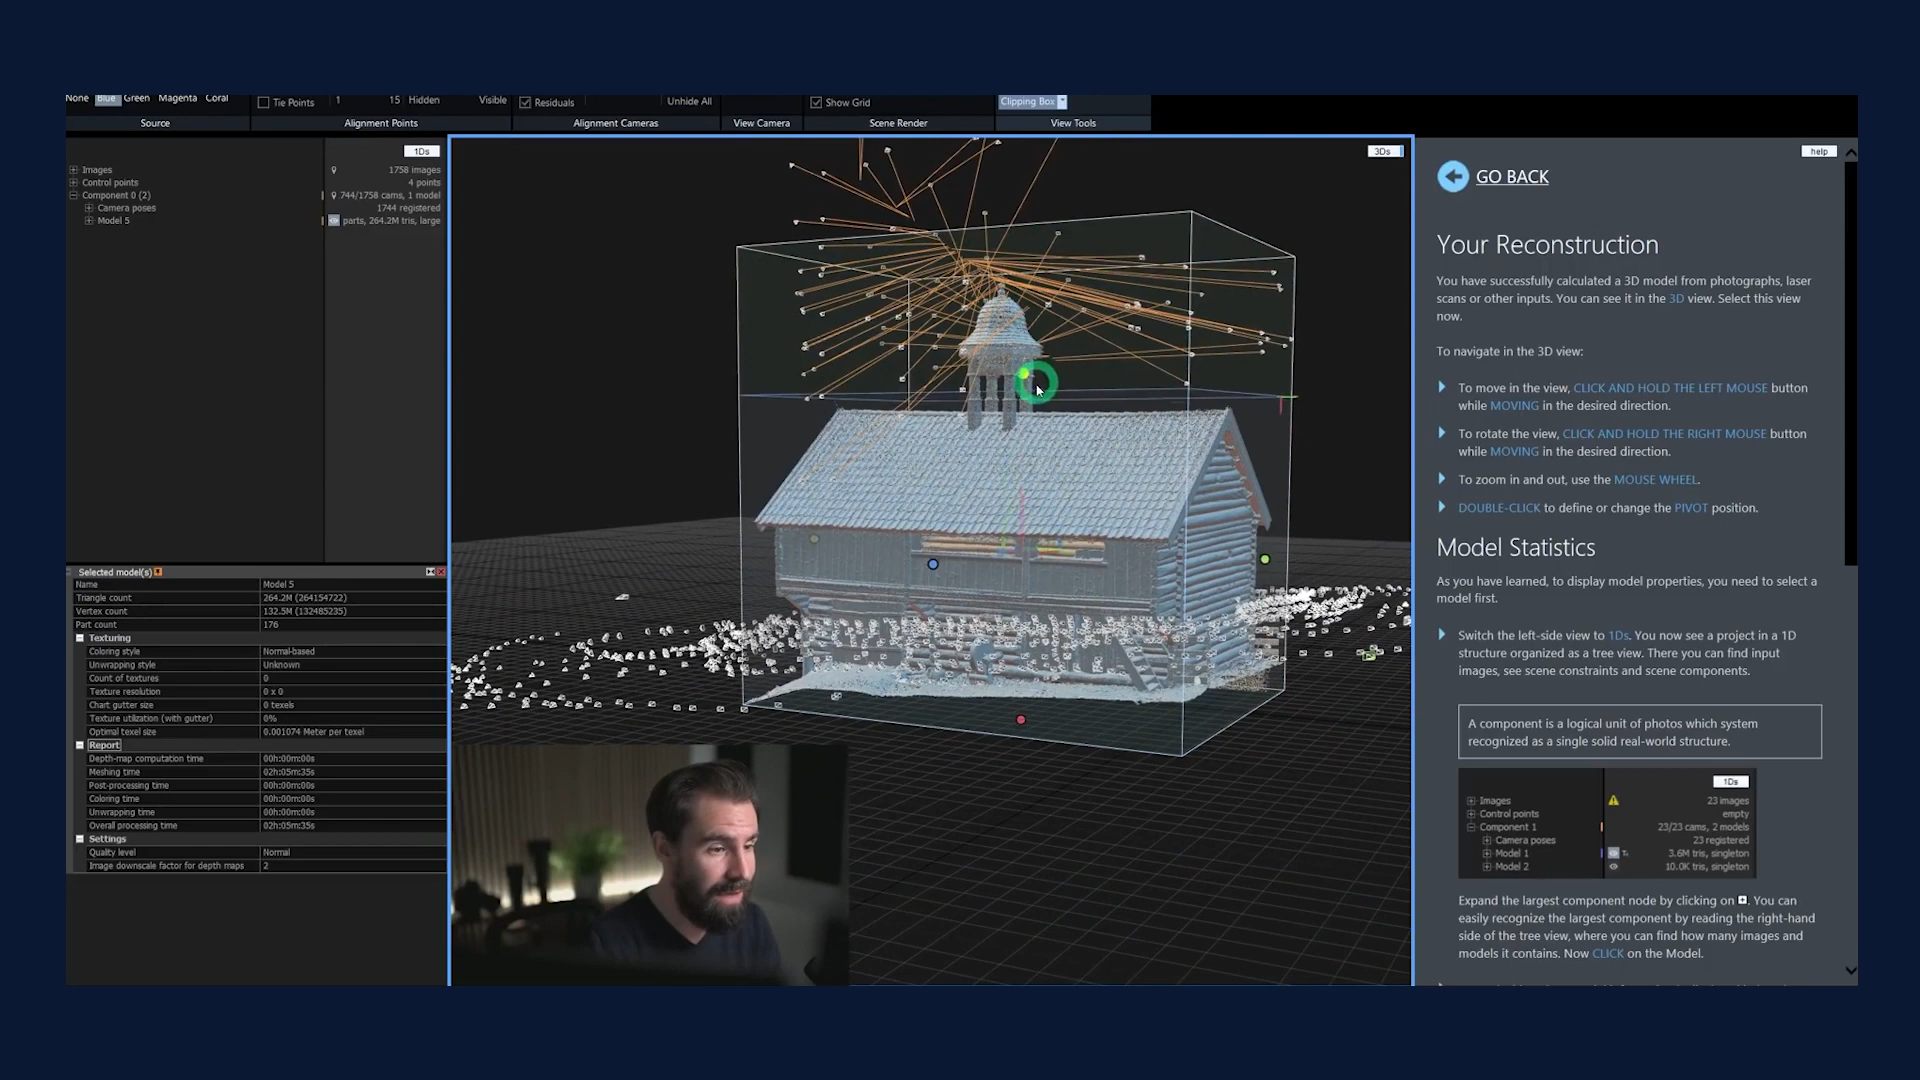 None Blue Green Magenta Coral
Tie Points 1 15 Hidden Visible
Residuals Unhide All
Show Grid
Clipping Box
Source Alignment Points Alignment Cameras View Camera Scene Render View Tools
1Ds
Images 1758 images
Control points 4 points
Component 0 (2) 744/1758 cams, 1 model
Camera poses 1744 registered
Model 5 parts, 264.2M tris, large
Selected model(s)
Name Model 5
Triangle count 264.2M (264154722)
Vertex count 132.5M (132485235)
Part count 176
Texturing
Coloring style Normal-based
Unwrapping style Unknown
Count of textures 0
Texture resolution 0 x 0
Chart gutter size 0 texels
Texture utilization (with gutter) 0%
Optimal texel size 0.001074 Meter per texel
Report
Depth-map computation time 00h:00m:00s
Meshing time 02h:05m:35s
Post-processing time 00h:00m:00s
Coloring time 00h:00m:00s
Unwrapping time 00h:00m:00s
Overall processing time 02h:05m:35s
Settings
Quality level Normal
Image downscale factor for depth maps 2
3Ds
help
GO BACK
Your Reconstruction
You have successfully calculated a 3D model from photographs, laser
scans or other inputs. You can see it in the 3D view. Select this view
now.
To navigate in the 3D view:
To move in the view, CLICK AND HOLD THE LEFT MOUSE button
while MOVING in the desired direction.
To rotate the view, CLICK AND HOLD THE RIGHT MOUSE button
while MOVING in the desired direction.
To zoom in and out, use the MOUSE WHEEL.
DOUBLE-CLICK to define or change the PIVOT position.
Model Statistics
As you have learned, to display model properties, you need to select a
model first.
Switch the left-side view to 1Ds. You now see a project in a 1D
structure organized as a tree view. There you can find input
images, see scene constraints and scene components.
A component is a logical unit of photos which system
recognized as a single solid real-world structure.
1Ds
Images 23 images
Control points empty
Component 1 23/23 cams, 2 models
Camera poses 23 registered
Model 1 3.6M tris, singleton
Model 2 10.0K tris, singleton
Expand the largest component node by clicking on . You can
easily recognize the largest component by reading the right-hand
side of the tree view, where you can find how many images and
models it contains. Now CLICK on the Model.